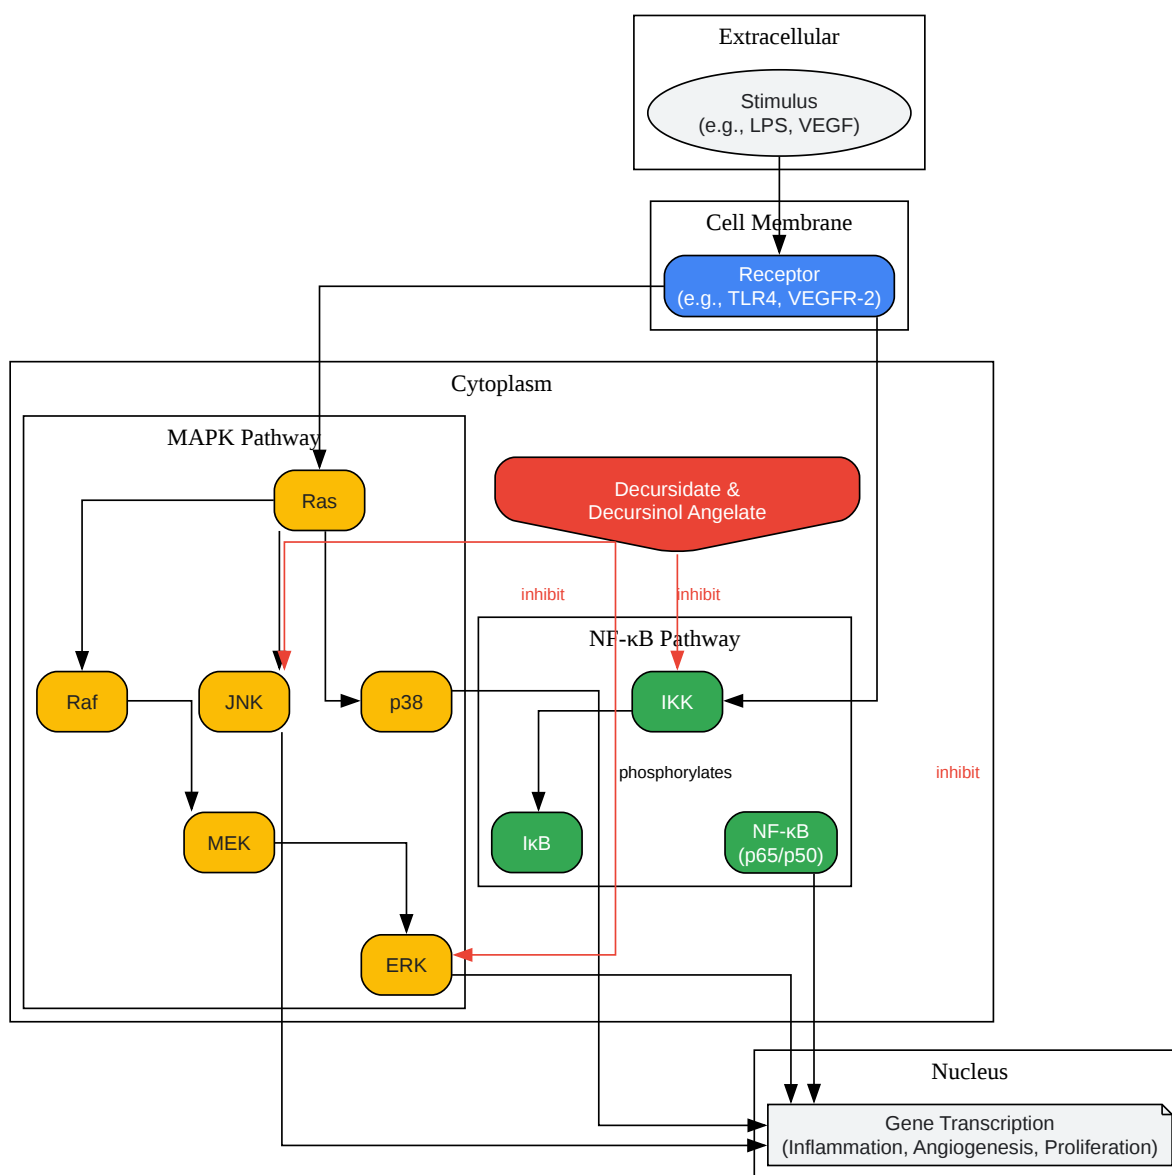 Extracellular
Stimulus
(e.g., LPS, VEGF)
Cell Membrane
Receptor
(e.g., TLR4, VEGFR-2)
Cytoplasm
MAPK Pathway
Ras
Decursidate &
Decursinol Angelate
inhibit
inhibit
NF-κB Pathway
Raf
JNK
p38
IKK
phosphorylates
inhibit
MEK
IκB
NF-κB
(p65/p50)
ERK
Nucleus
Gene Transcription
(Inflammation, Angiogenesis, Proliferation)